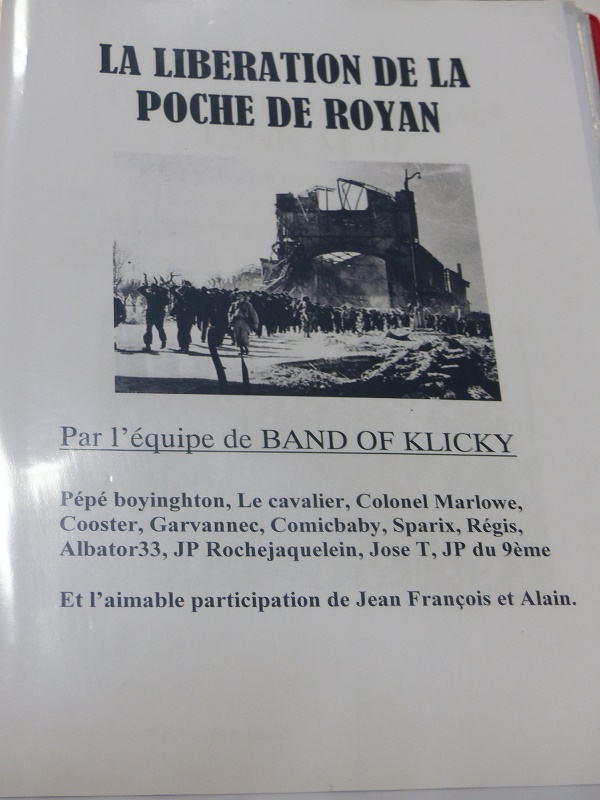 LA LIBERATION DE LA
POCHE DE ROYAN
Par l'équipe de BAND OF KLICKY
Pépé boyinghton, Le cavalier, Colonel Marlowe,
Cooster, Garvannec, Comicbaby, Sparix, Régis,
Albator33, JP Rochejaquelein, Jose T, JP du 9ème
Et l'aimable participation de Jean François et Alain.